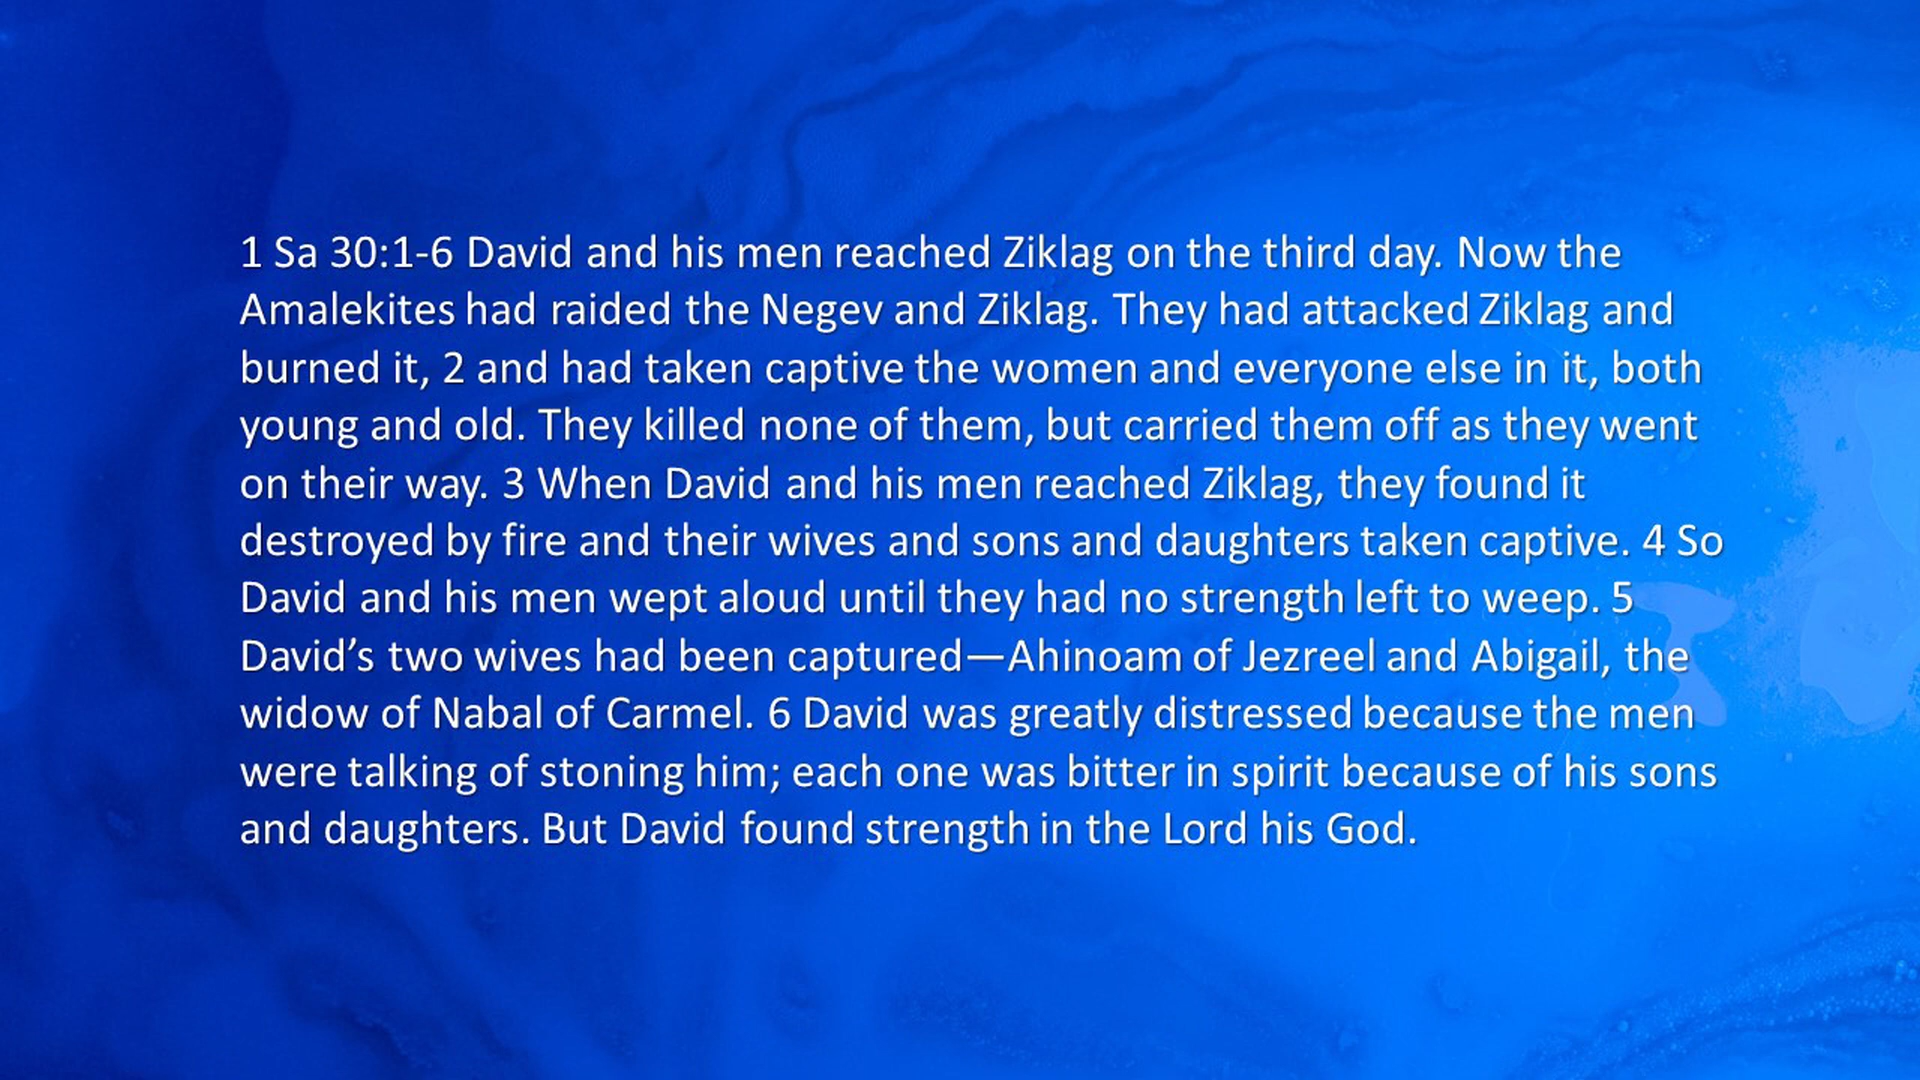 1 Sa 30:1-6 David and his men reached Ziklag on the third day. Now the
Amalekites had raided the Negev and Ziklag. They had attacked Ziklag and
burned it, 2 and had taken captive the women and everyone else in it, both
young and old. They killed none of them, but carried them off as they went
on their way. 3 When David and his men reached Ziklag, they found it
destroyed by fire and their wives and sons and daughters taken captive. 4 So
David and his men wept aloud until they had no strength left to weep. 5
David’s two wives had been captured—Ahinoam of Jezreel and Abigail, the
widow of Nabal of Carmel. 6 David was greatly distressed because the men
were talking of stoning him; each one was bitter in spirit because of his sons
and daughters. But David found strength in the Lord his God.